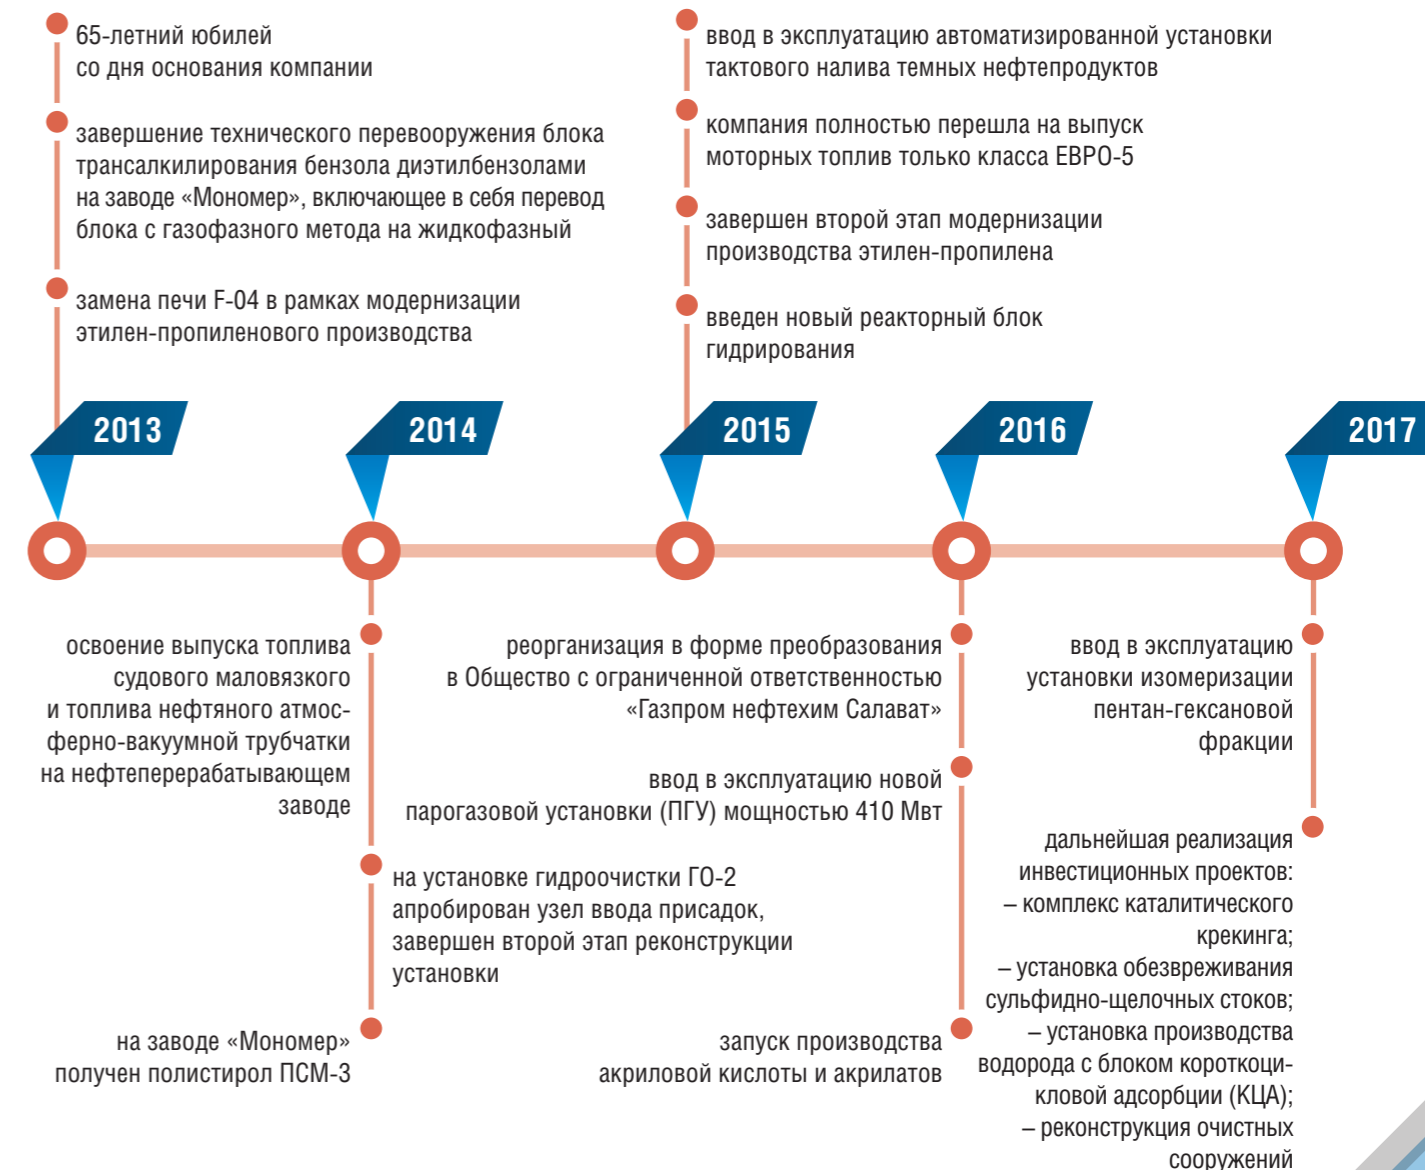 65-летний юбилей
со дня основания компании
завершение технического перевооружения блока
трансалкилирования бензола диэтилбензолами
на заводе «Мономер», включающее в себя перевод
блока с газофазного метода на жидкофазный
замена печи F-04 в рамках модернизации
этилен-пропиленового производства
ввод в эксплуатацию автоматизированной установки
тактового налива темных нефтепродуктов
компания полностью перешла на выпуск
моторных топлив только класса ЕВРО-5
завершен второй этап модернизации
производства этилен-пропилена
введен новый реакторный блок
гидрирования
2013
2014
2015
2016
2017
освоение выпуска топлива
судового маловязкого
и топлива нефтяного атмос-
ферно-вакуумной трубчатки
на нефтеперерабатывающем
заводе
на установке гидроочистки ГО-2
апробирован узел ввода присадок,
завершен второй этап реконструкции
установки
на заводе «Мономер»
получен полистирол ПСМ-3
реорганизация в форме преобразования
в Общество с ограниченной ответственностью
«Газпром нефтехим Салават»
ввод в эксплуатацию новой
парогазовой установки (ПГУ) мощностью 410 Мвт
запуск производства
акриловой кислоты и акрилатов
ввод в эксплуатацию
установки изомеризации
пентан-гексановой
фракции
дальнейшая реализация
инвестиционных проектов:
– комплекс каталитического
крекинга;
– установка обезвреживания
сульфидно-щелочных стоков;
– установка производства
водорода с блоком короткоци-
кловой адсорбции (КЦА);
– реконструкция очистных
сооружений